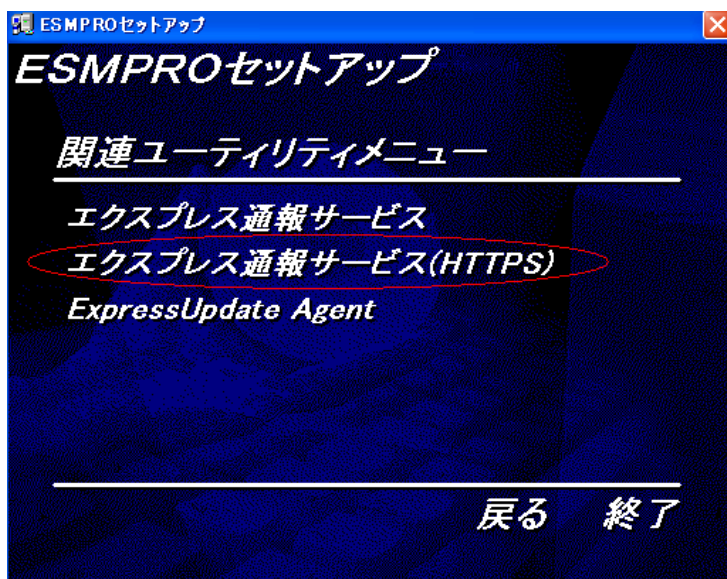 ESMPROセットアップ
ESMPROセットアップ
関連ユーティリティメニュー
エクスプレス通報サービス
エクスプレス通報サービス(HTTPS)
ExpressUpdate Agent
戻る 終了